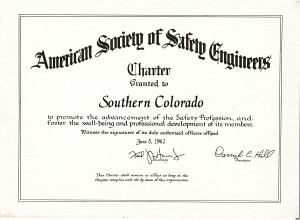 American Society of Safety Engineers
Charter
Granted to
Southern Colorado
to promote the advancement of the Safety Profession, and
foster the well-being and professional development of its members.
Witness the signatures of its duly authorized officers affixed
June 5, 1962
Darryl C. Hill
Secretary
President
This Charter shall remain in effect so long as the
chapter complies with the by-laws of this organization.